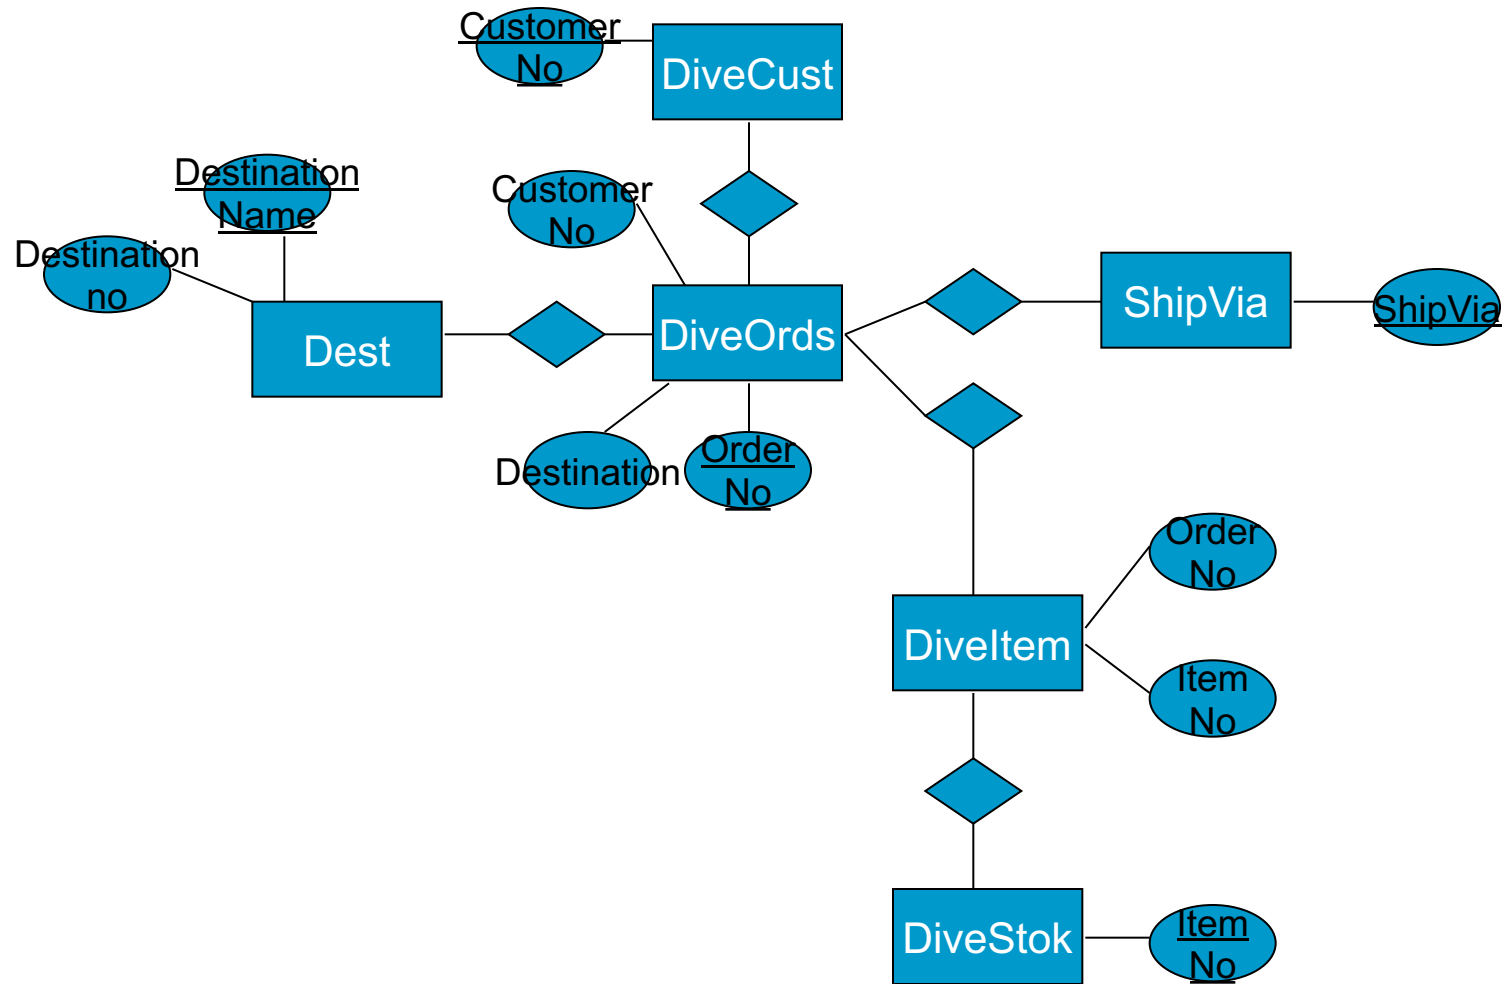 Customer
No
DiveCust
Destination
Name
Customer
No
Destination
no
ShipVia
ShipVia
DiveOrds
Dest
Destination
Order
No
Order
No
DiveItem
Item
No
DiveStok
Item
No